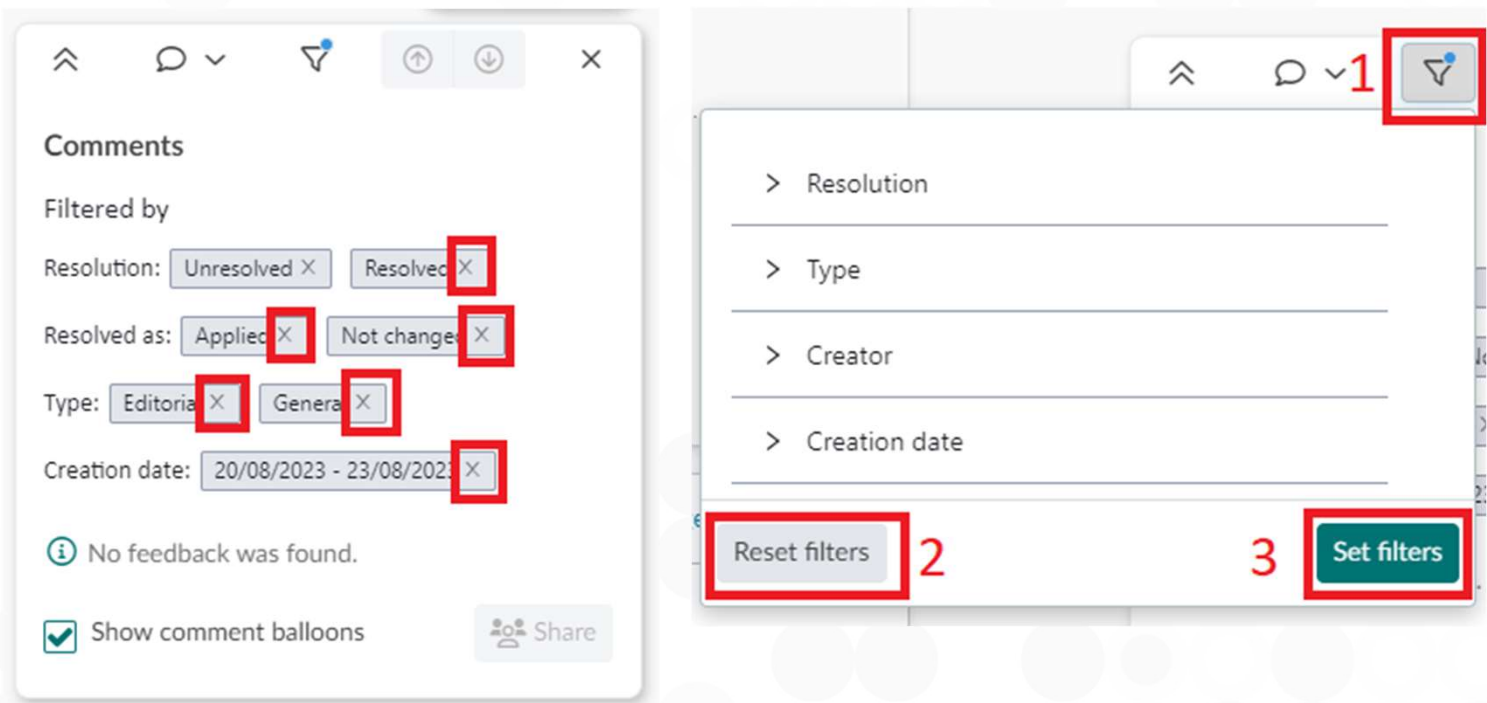 Comments
Filtered by
Resolution: Unresolved Resolved
Resolved as: Applied Not changed
Type: Editorial General
Creation date: 20/08/2023 - 23/08/2023
No feedback was found.
Show comment balloons Share
1
Resolution
Type
Creator
Creation date
Reset filters 2 3 Set filters